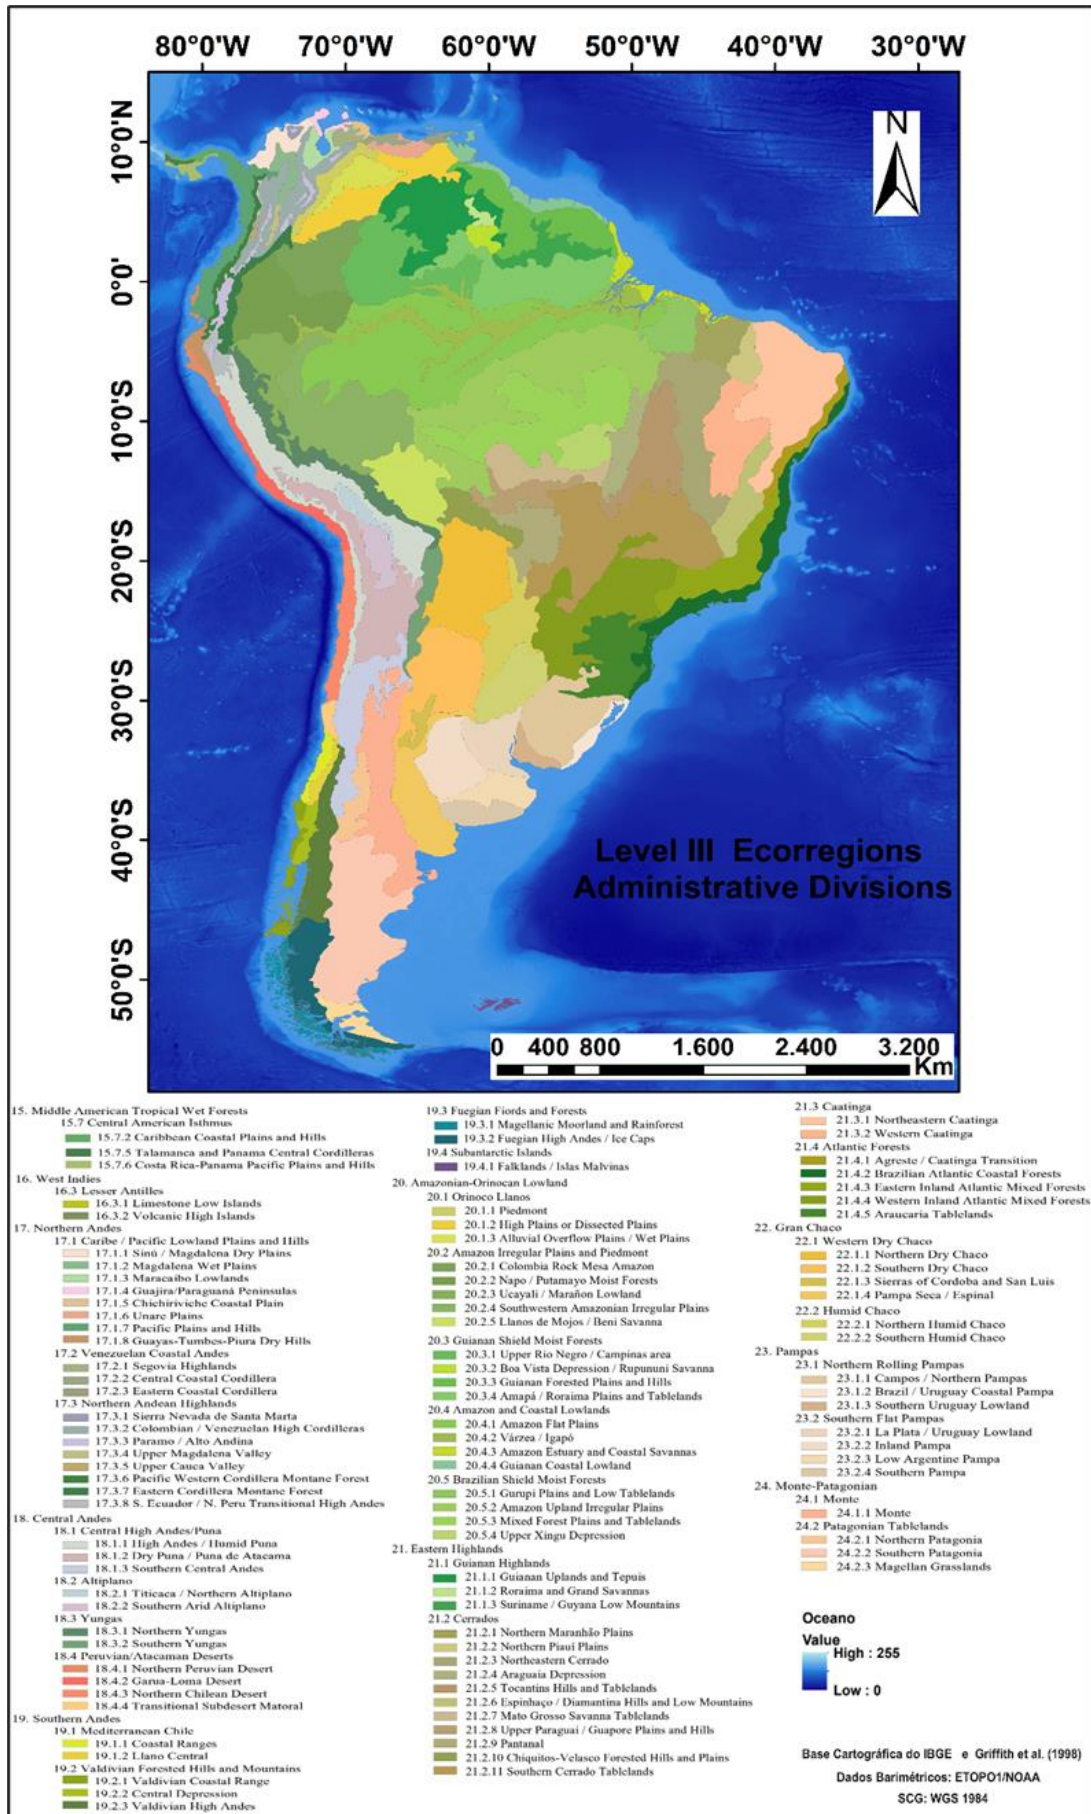 80°0'W 70°0'W 60°0'W 50°0'W 40°0'W 30°0'W
10°0'N
0°0'
10°0'S
20°0'S
30°0'S
40°0'S
50°0'S
N
Level III Ecorregions
Administrative Divisions
0 400 800 1.600 2.400 3.200
Km
15. Middle American Tropical Wet Forests
15.7 Central American Isthmus
15.7.2 Caribbean Coastal Plains and Hills
15.7.5 Talamanca and Panama Central Cordilleras
15.7.6 Costa Rica-Panama Pacific Plains and Hills
16. West Indies
16.3 Lesser Antilles
16.3.1 Limestone Low Islands
16.3.2 Volcanic High Islands
17. Northern Andes
17.1 Caribe / Pacific Lowland Plains and Hills
17.1.1 Sinú / Magdalena Dry Plains
17.1.2 Magdalena Wet Plains
17.1.3 Maracaibo Lowlands
17.1.4 Guajira/Paraguaná Peninsulas
17.1.5 Chichiriviche Coastal Plain
17.1.6 Unare Plains
17.1.7 Pacific Plains and Hills
17.1.8 Guayas-Tumbes-Piura Dry Hills
17.2 Venezuelan Coastal Andes
17.2.1 Segovia Highlands
17.2.2 Central Coastal Cordillera
17.2.3 Eastern Coastal Cordillera
17.3 Northern Andean Highlands
17.3.1 Sierra Nevada de Santa Marta
17.3.2 Colombian / Venezuelan High Cordilleras
17.3.3 Paramo / Alto Andina
17.3.4 Upper Magdalena Valley
17.3.5 Upper Cauca Valley
17.3.6 Pacific Western Cordillera Montane Forest
17.3.7 Eastern Cordillera Montane Forest
17.3.8 S. Ecuador / N. Peru Transitional High Andes
18. Central Andes
18.1 Central High Andes/Puna
18.1.1 High Andes / Humid Puna
18.1.2 Dry Puna / Puna de Atacama
18.1.3 Southern Central Andes
18.2 Altiplano
18.2.1 Titicaca / Northern Altiplano
18.2.2 Southern Arid Altiplano
18.3 Yungas
18.3.1 Northern Yungas
18.3.2 Southern Yungas
18.4 Peruvian/Atacaman Deserts
18.4.1 Northern Peruvian Desert
18.4.2 Garua-Loma Desert
18.4.3 Northern Chilean Desert
18.4.4 Transitional Subdesert Matoral
19. Southern Andes
19.1 Mediterranean Chile
19.1.1 Coastal Ranges
19.1.2 Llano Central
19.2 Valdivian Forested Hills and Mountains
19.2.1 Valdivian Coastal Range
19.2.2 Central Depression
19.2.3 Valdivian High Andes
19.3 Fuegian Fiords and Forests
19.3.1 Magellanic Moorland and Rainforest
19.3.2 Fuegian High Andes / Ice Caps
19.4 Subantarctic Islands
19.4.1 Falklands / Islas Malvinas
20. Amazonian-Orinocan Lowland
20.1 Orinoco Llanos
20.1.1 Piedmont
20.1.2 High Plains or Dissected Plains
20.1.3 Alluvial Overflow Plains / Wet Plains
20.2 Amazon Irregular Plains and Piedmont
20.2.1 Colombia Rock Mesa Amazon
20.2.2 Napo / Putamayo Moist Forests
20.2.3 Ucayali / Marañon Lowland
20.2.4 Southwestern Amazonian Irregular Plains
20.2.5 Llanos de Mojos / Beni Savanna
20.3 Guianan Shield Moist Forests
20.3.1 Upper Rio Negro / Campinas area
20.3.2 Boa Vista Depression / Rupununi Savanna
20.3.3 Guianan Forested Plains and Hills
20.3.4 Amapá / Roraima Plains and Tablelands
20.4 Amazon and Coastal Lowlands
20.4.1 Amazon Flat Plains
20.4.2 Várzea / Igapó
20.4.3 Amazon Estuary and Coastal Savannas
20.4.4 Guianan Coastal Lowland
20.5 Brazilian Shield Moist Forests
20.5.1 Gurupi Plains and Low Tablelands
20.5.2 Amazon Upland Irregular Plains
20.5.3 Mixed Forest Plains and Tablelands
20.5.4 Upper Xingu Depression
21. Eastern Highlands
21.1 Guianan Highlands
21.1.1 Guianan Uplands and Tepuis
21.1.2 Roraima and Grand Savannas
21.1.3 Suriname / Guyana Low Mountains
21.2 Cerrados
21.2.1 Northern Maranhão Plains
21.2.2 Northern Piauí Plains
21.2.3 Northeastern Cerrado
21.2.4 Araguaia Depression
21.2.5 Tocantins Hills and Tablelands
21.2.6 Espinhaço / Diamantina Hills and Low Mountains
21.2.7 Mato Grosso Savanna Tablelands
21.2.8 Upper Paraguai / Guapore Plains and Hills
21.2.9 Pantanal
21.2.10 Chiquitos-Velasco Forested Hills and Plains
21.2.11 Southern Cerrado Tablelands
21.3 Caatinga
21.3.1 Northeastern Caatinga
21.3.2 Western Caatinga
21.4 Atlantic Forests
21.4.1 Agreste / Caatinga Transition
21.4.2 Brazilian Atlantic Coastal Forests
21.4.3 Eastern Inland Atlantic Mixed Forests
21.4.4 Western Inland Atlantic Mixed Forests
21.4.5 Araucaria Tablelands
22. Gran Chaco
22.1 Western Dry Chaco
22.1.1 Northern Dry Chaco
22.1.2 Southern Dry Chaco
22.1.3 Sierras of Cordoba and San Luis
22.1.4 Pampa Seca / Espinal
22.2 Humid Chaco
22.2.1 Northern Humid Chaco
22.2.2 Southern Humid Chaco
23. Pampas
23.1 Northern Rolling Pampas
23.1.1 Campos / Northern Pampas
23.1.2 Brazil / Uruguay Coastal Pampa
23.1.3 Southern Uruguay Lowland
23.2 Southern Flat Pampas
23.2.1 La Plata / Uruguay Lowland
23.2.2 Inland Pampa
23.2.3 Low Argentine Pampa
23.2.4 Southern Pampa
24. Monte-Patagonian
24.1 Monte
24.1.1 Monte
24.2 Patagonian Tablelands
24.2.1 Northern Patagonia
24.2.2 Southern Patagonia
24.2.3 Magellan Grasslands
Oceano
Value
High : 255
Low : 0
Base Cartográfica do IBGE e Griffith et al. (1998)
Dados Barimétricos: ETOPO1/NOAA
SCG: WGS 1984